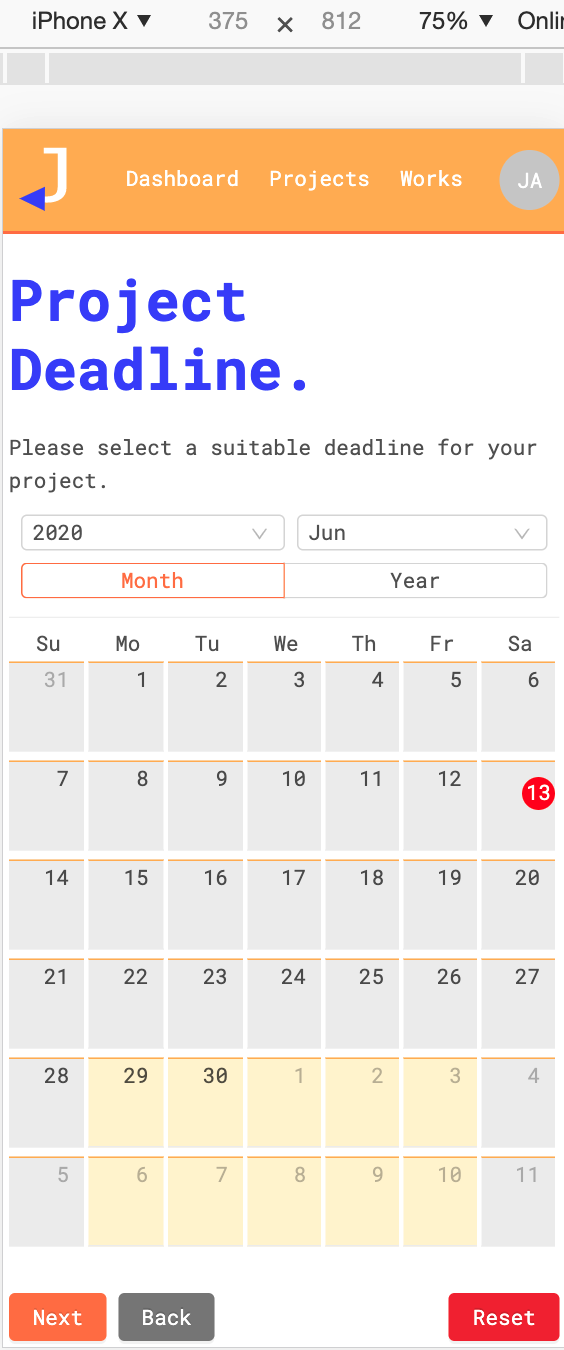 iPhone X ▼ 375 × 812 75% ▼ Onli
J Dashboard Projects Works JA
Project
Deadline.
Please select a suitable deadline for your
project.
2020 Jun
Month Year
Su Mo Tu We Th Fr Sa
31 1 2 3 4 5 6
7 8 9 10 11 12 13
14 15 16 17 18 19 20
21 22 23 24 25 26 27
28 29 30 1 2 3 4
5 6 7 8 9 10 11
Next Back Reset